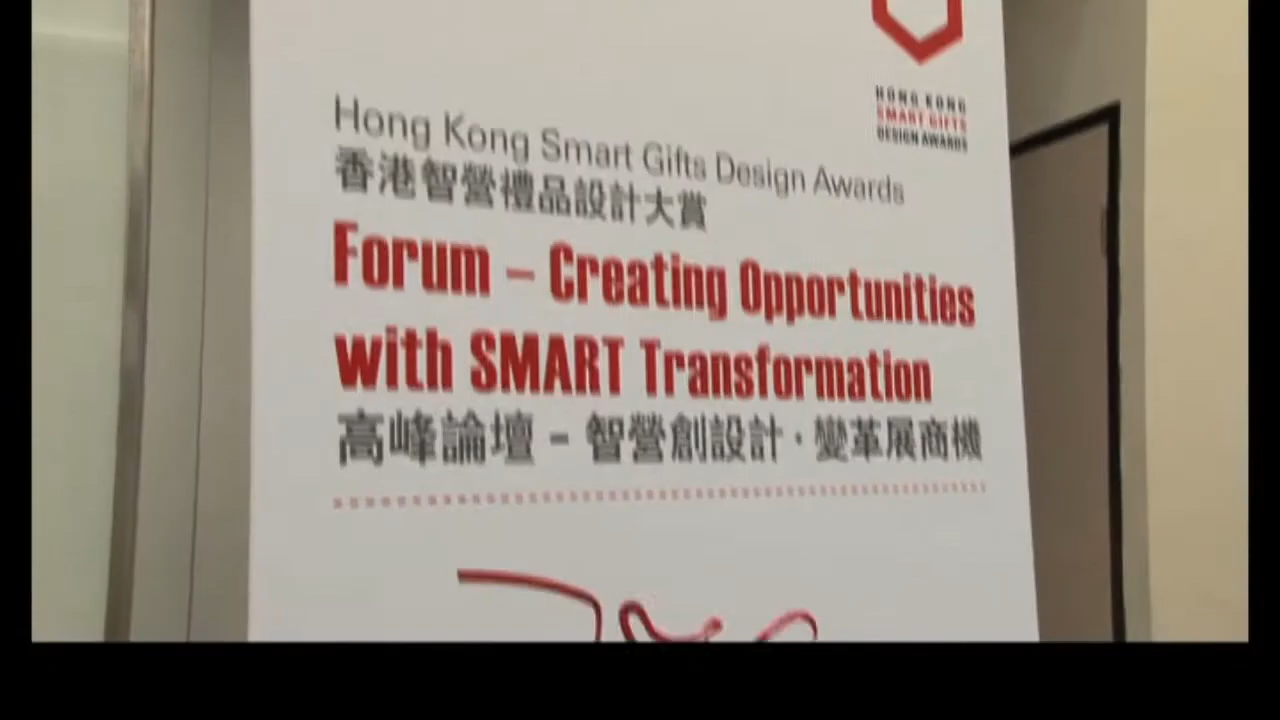 HONG KONG
SMART GIFTS
DESIGN AWARDS
Hong Kong Smart Gifts Design Awards
香港智營禮品設計大賞
Forum – Creating Opportunities
with SMART Transformation
高峰論壇 – 智營創設計 · 變革展商機